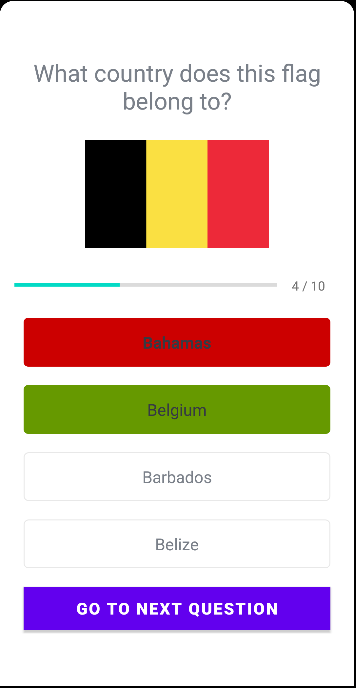 What country does this flag
belong to?
4 / 10
Bahamas
Belgium
Barbados
Belize
GO TO NEXT QUESTION